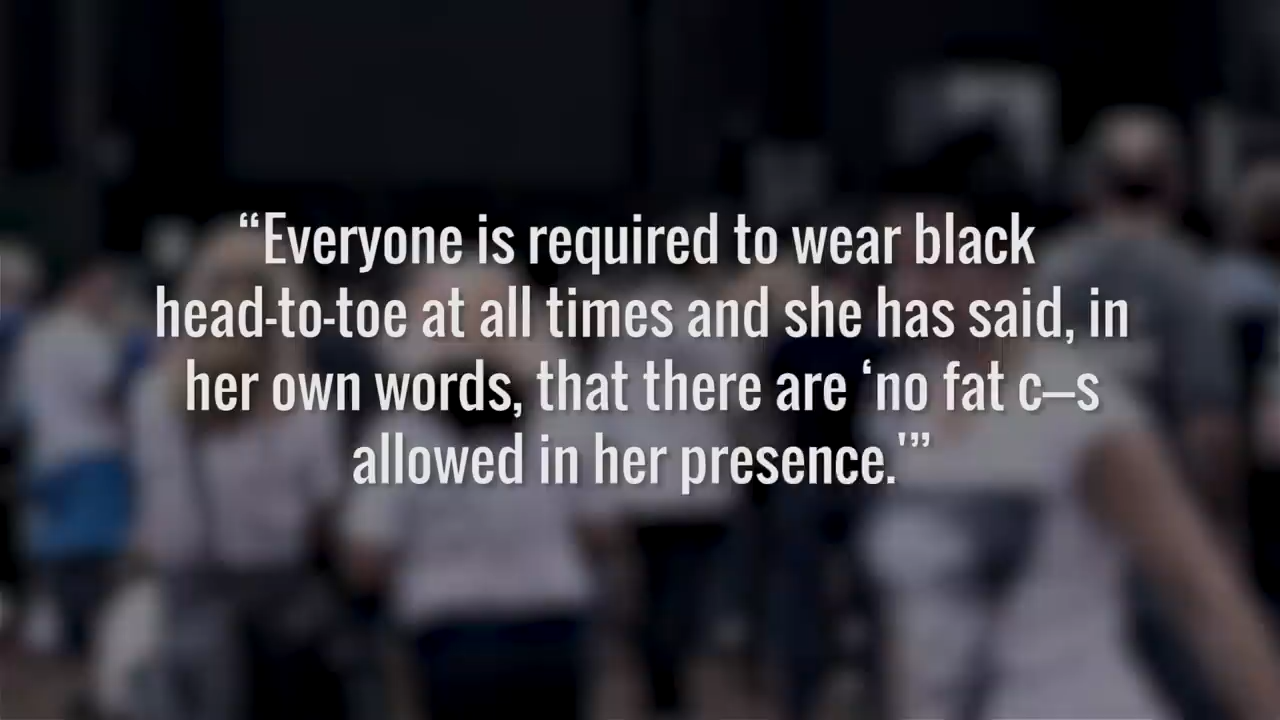 “Everyone is required to wear black
head-to-toe at all times and she has said, in
her own words, that there are ‘no fat c–s
allowed in her presence.'”